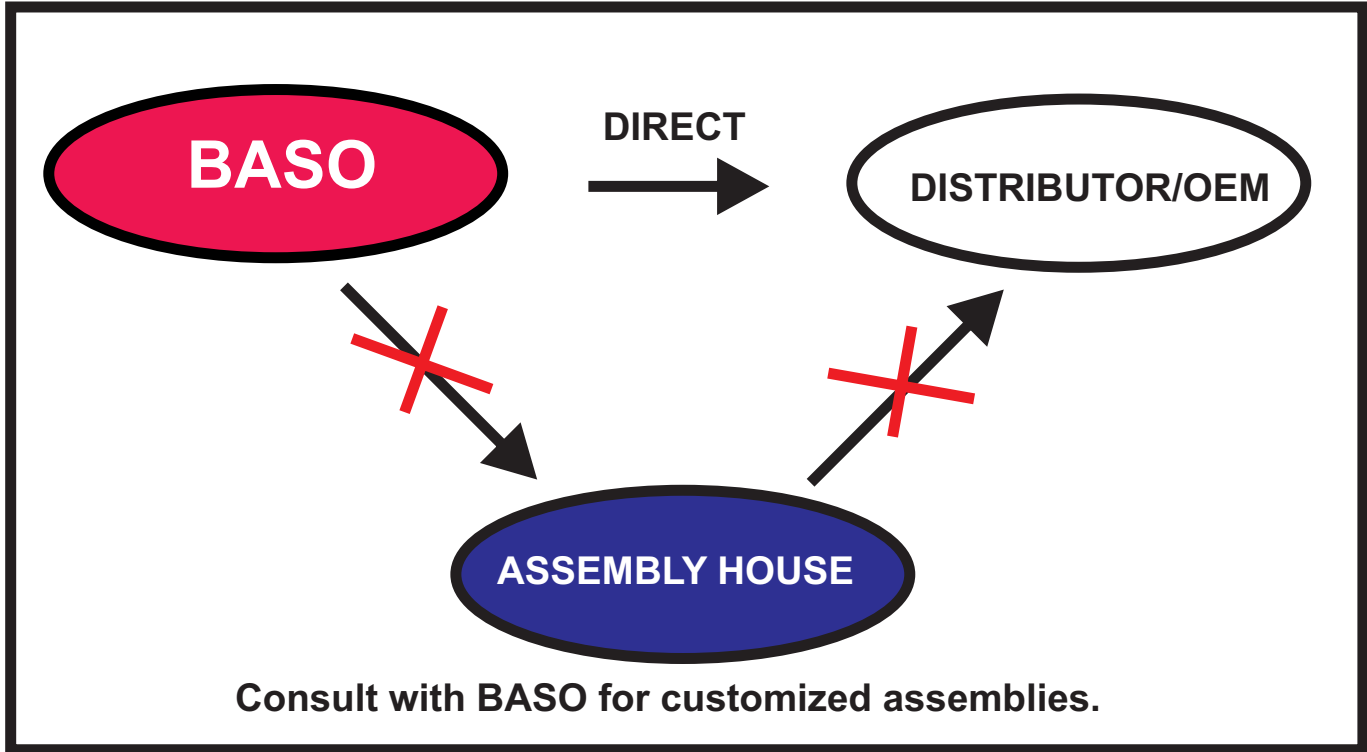 DIRECT
BASO
DISTRIBUTOR/OEM
ASSEMBLY HOUSE
Consult with BASO for customized assemblies.